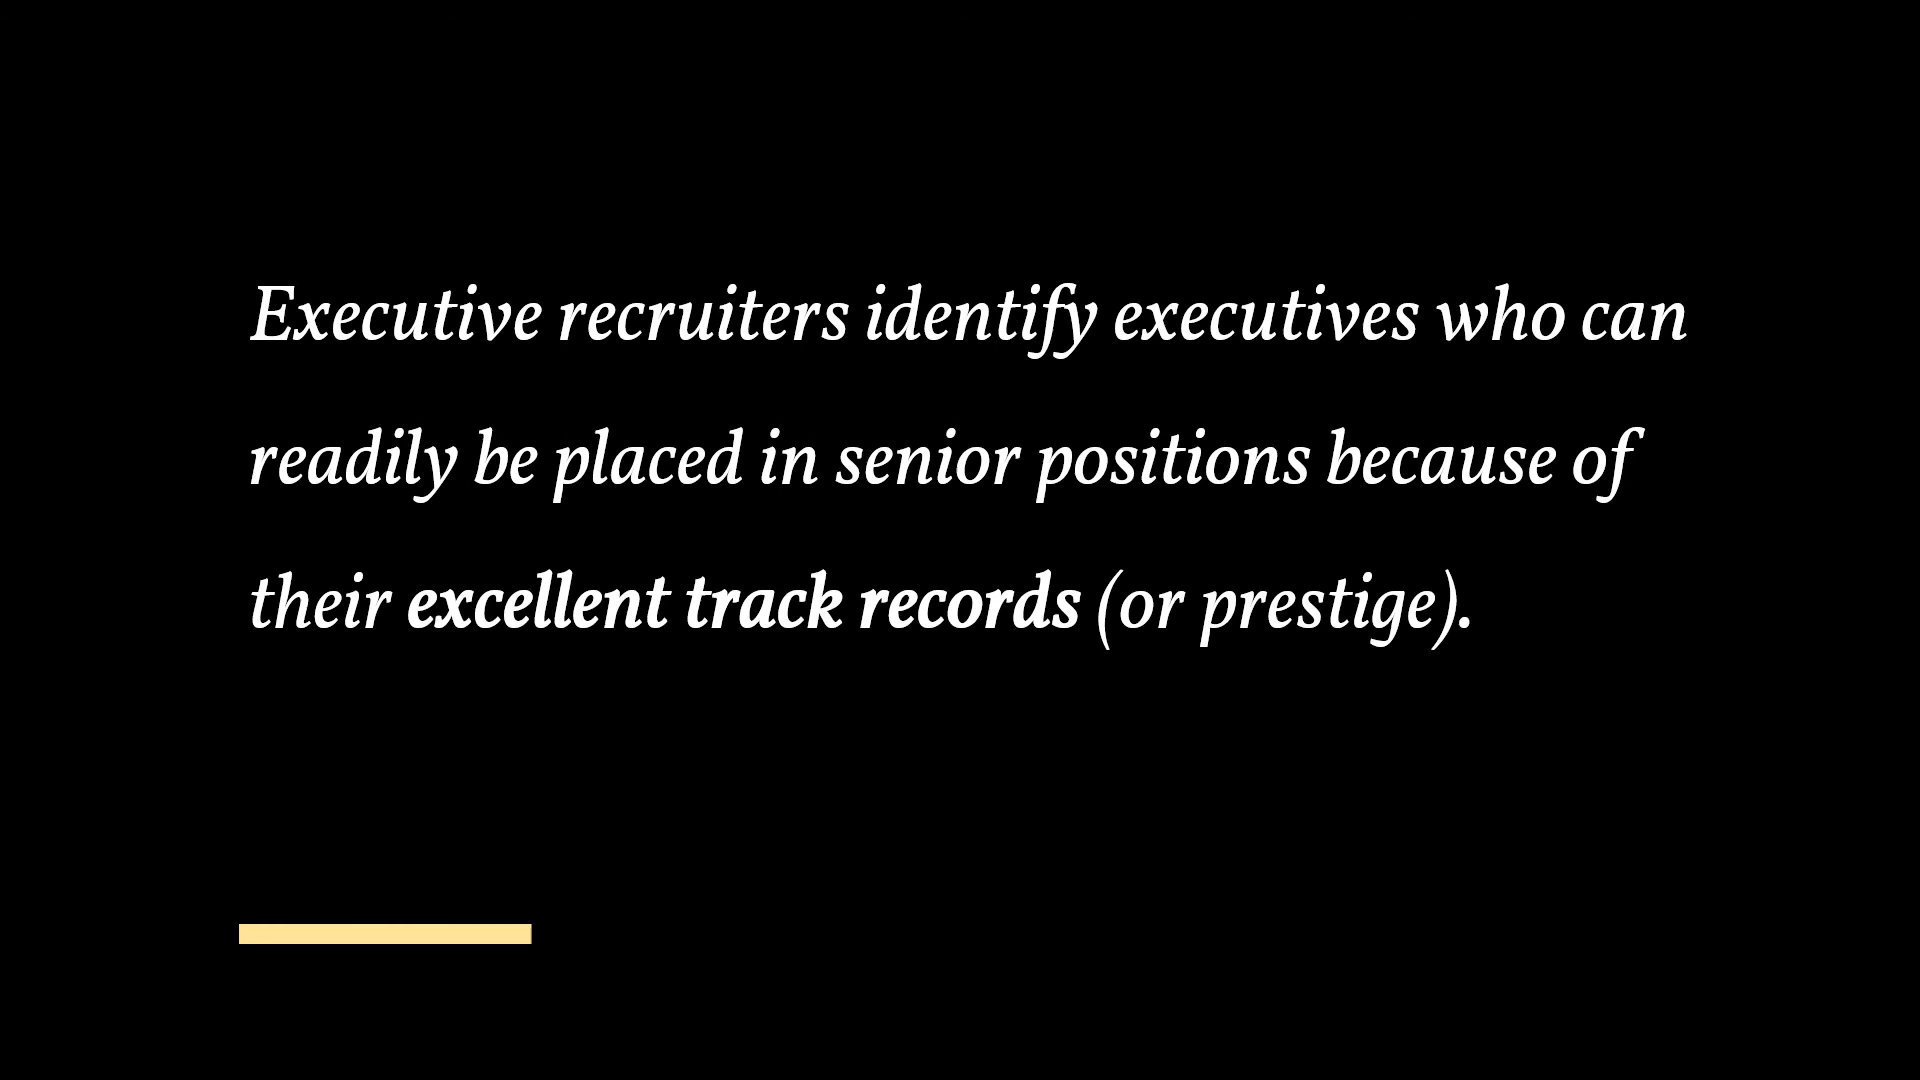 Executive recruiters identify executives who can
readily be placed in senior positions because of
their excellent track records (or prestige).